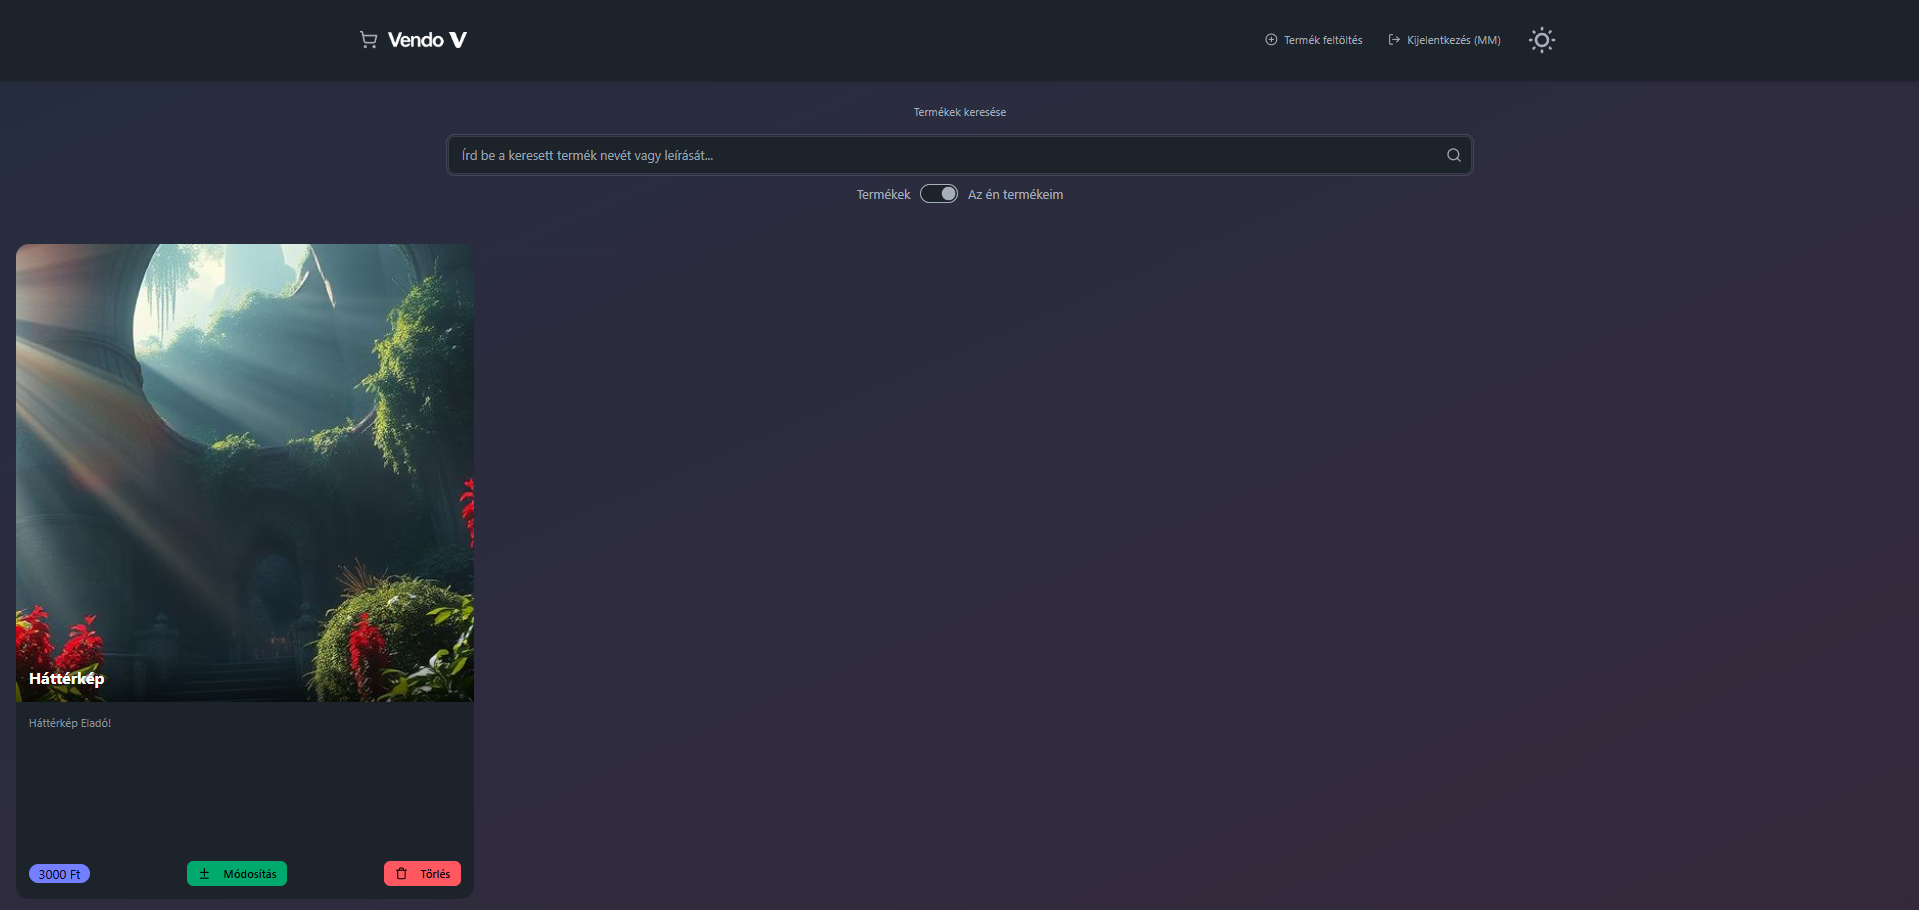 Vendo V
Termék feltöltés
Kijelentkezés (MM)
Termékek keresése
Írd be a keresett termék nevét vagy leírását...
Termékek
Az én termékeim
Háttérkép
Háttérkép Eladó!
3000 Ft
Módosítás
Törlés